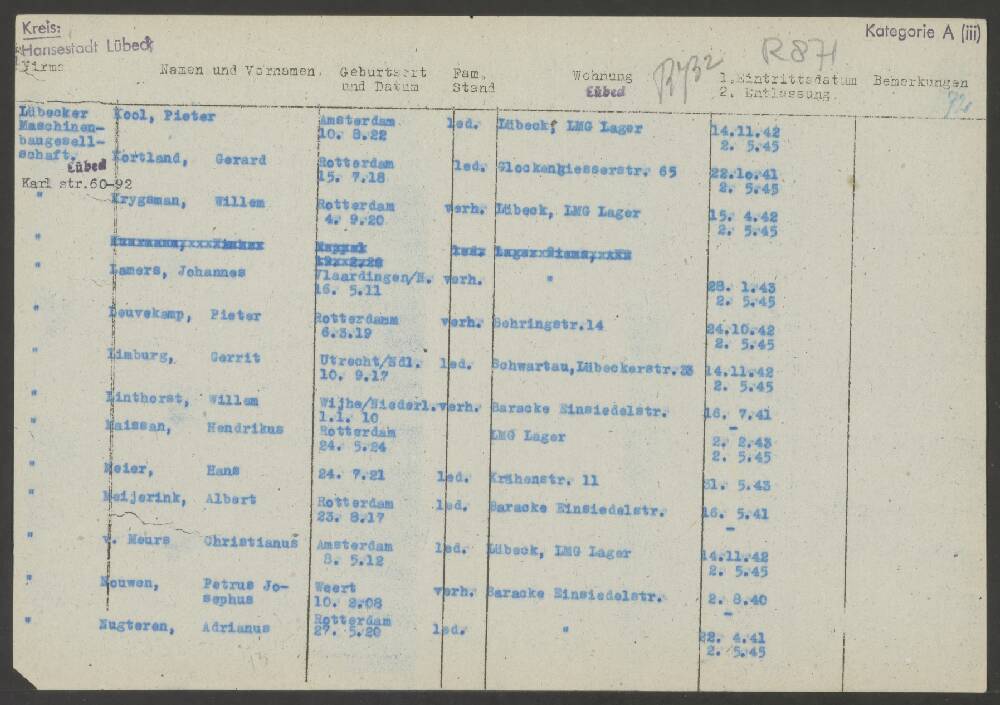 Kreis:
Hansestadt Lübeck
Kategorie A (iii)
R 871
Firma Namen und Vornamen. Geburtsort und Datum Fam. Stand Wohnung Lübeck 1.Eintrittsdatum 2. Entlassung Bemerkungen
Lübecker Maschinen-baugesell-schaft. Lübeck Karl str.60-92
Kool, Pieter Amsterdam 10. 8.22 led. Lübeck, LMG Lager 14.11.42 2. 5.45
Kortland, Gerard Rotterdam 15. 7.18 led. Glockengiesserstr. 65 22.10.41 2. 5.45
" Krygsman, Willem Rotterdam 4. 9.20 verh. Lübeck, LMG Lager 15. 4.42 2. 5.45
"
" Lamers, Johannes Vlaardingen/H. 16. 5.11 verh. " 28. 1.43 2. 5.45
" Leuvekamp, Pieter Rotterdamm 6.3.19 verh. Behringstr.14 24.10.42 2. 5.45
" Limburg, Gerrit Utrecht/Ndl. 10. 9.17 led. Schwartau,Lübeckerstr. 14.11.42 2. 5.45
" Linthorst, Willem Wijhe/Niederl. 1.1. 10 verh. Baracke Einsiedelstr. 16. 7.41 -
" Maissan, Hendrikus Rotterdam 24. 5.24 LMG Lager 2. 2.43 2. 5.45
" Meier, Hans 24. 7.21 led. Krähenstr. 11 31. 5.43
" Meijerink, Albert Rotterdam 23. 8.17 led. Baracke Einsiedelstr. 16. 5.41 -
" v. Meurs Christianus Amsterdam 8. 5.12 led. Lübeck, LMG Lager 14.11.42 2. 5.45
" Nouwen, Petrus Jo-sephus Weert 10. 2.08 verh. Baracke Einsiedelstr. 2. 8.40 -
" Nugteren, Adrianus Rotterdam 27. 5.20 led. " 22. 4.41 2. 5.45